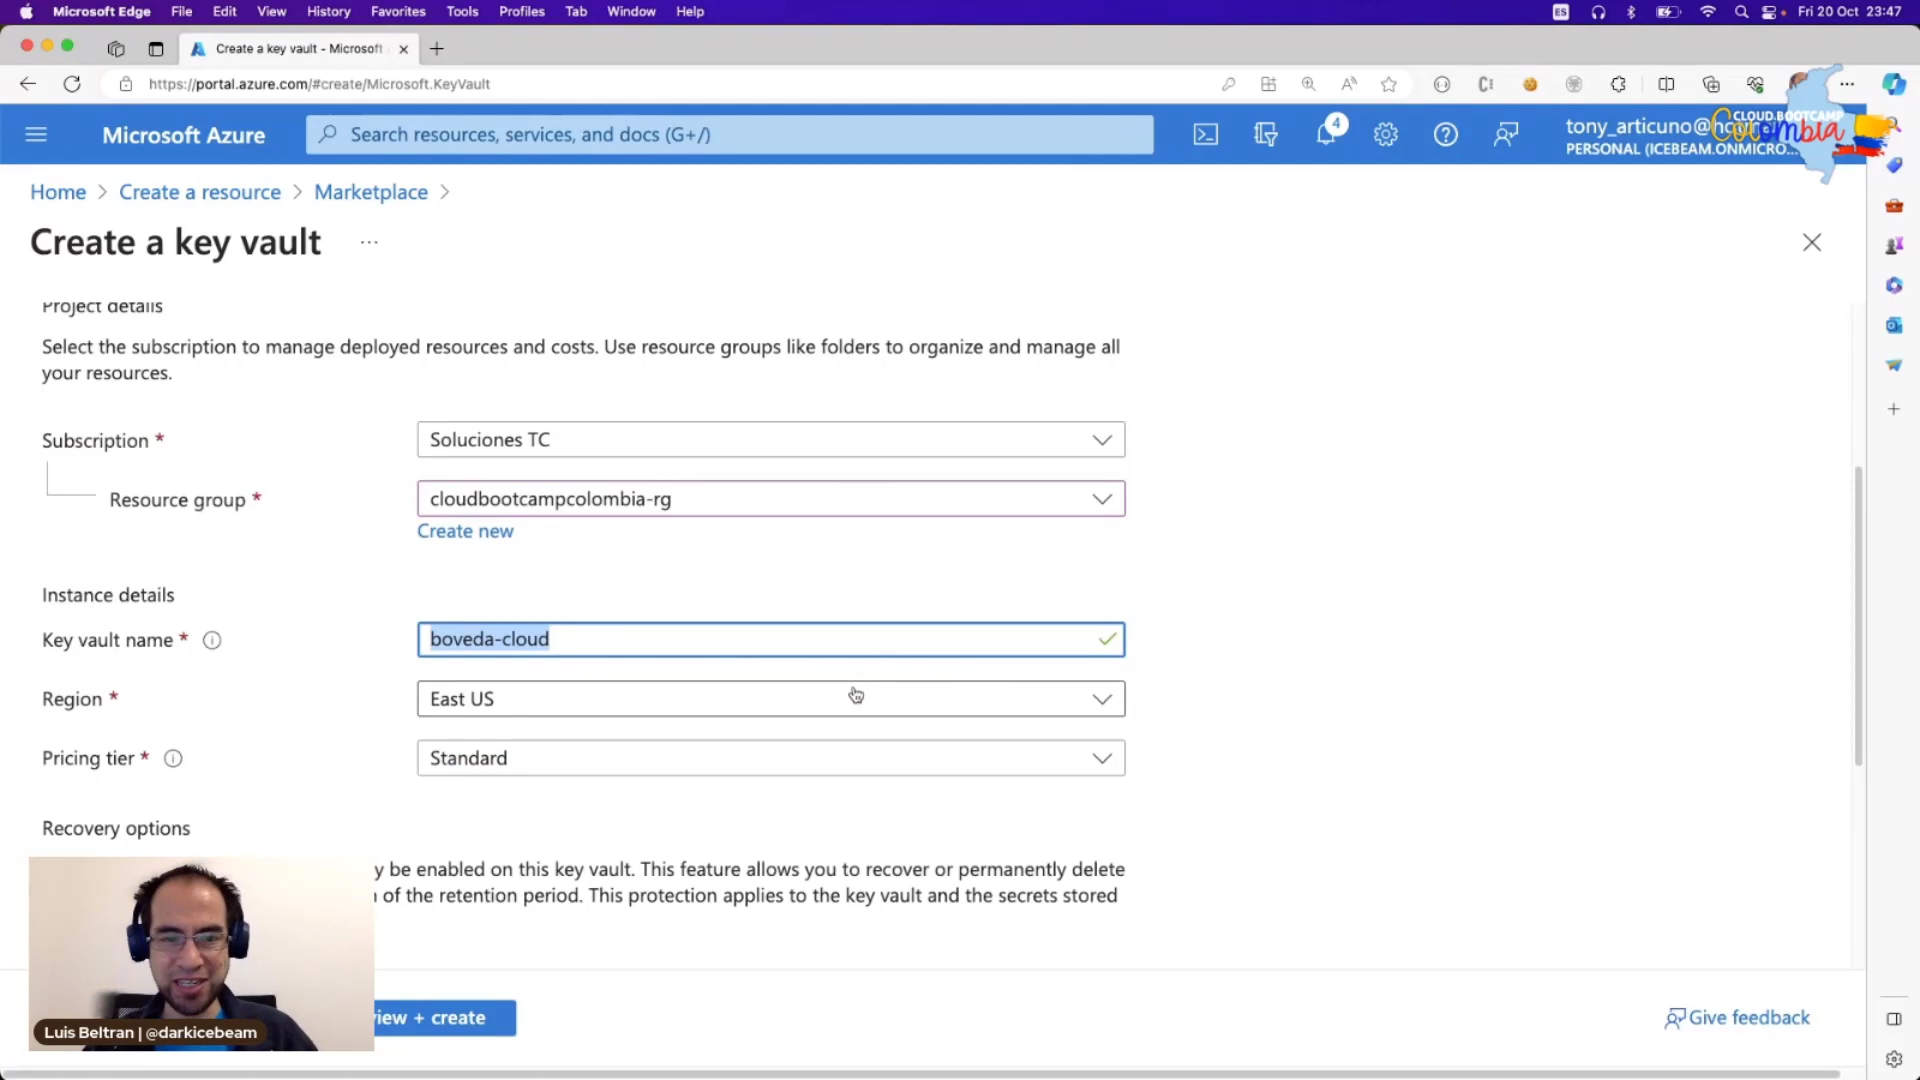 Microsoft Edge File Edit View History Favorites Tools Profiles Tab Window Help
ES Fri 20 Oct 23:47
Create a key vault - Microsoft
https://portal.azure.com/#create/Microsoft.KeyVault
Microsoft Azure
Search resources, services, and docs (G+/)
4
tony_articuno@
PERSONAL (ICEBEAM.ONMICRO...
CLOUD.BOOTCAMP
Colombia
Home > Create a resource > Marketplace >
Create a key vault ...
Project details
Select the subscription to manage deployed resources and costs. Use resource groups like folders to organize and manage all
your resources.
Subscription *
Soluciones TC
Resource group *
cloudbootcampcolombia-rg
Create new
Instance details
Key vault name *
boveda-cloud
Region *
East US
Pricing tier *
Standard
Recovery options
y be enabled on this key vault. This feature allows you to recover or permanently delete
of the retention period. This protection applies to the key vault and the secrets stored
iew + create
Give feedback
Luis Beltran | @darkicebeam